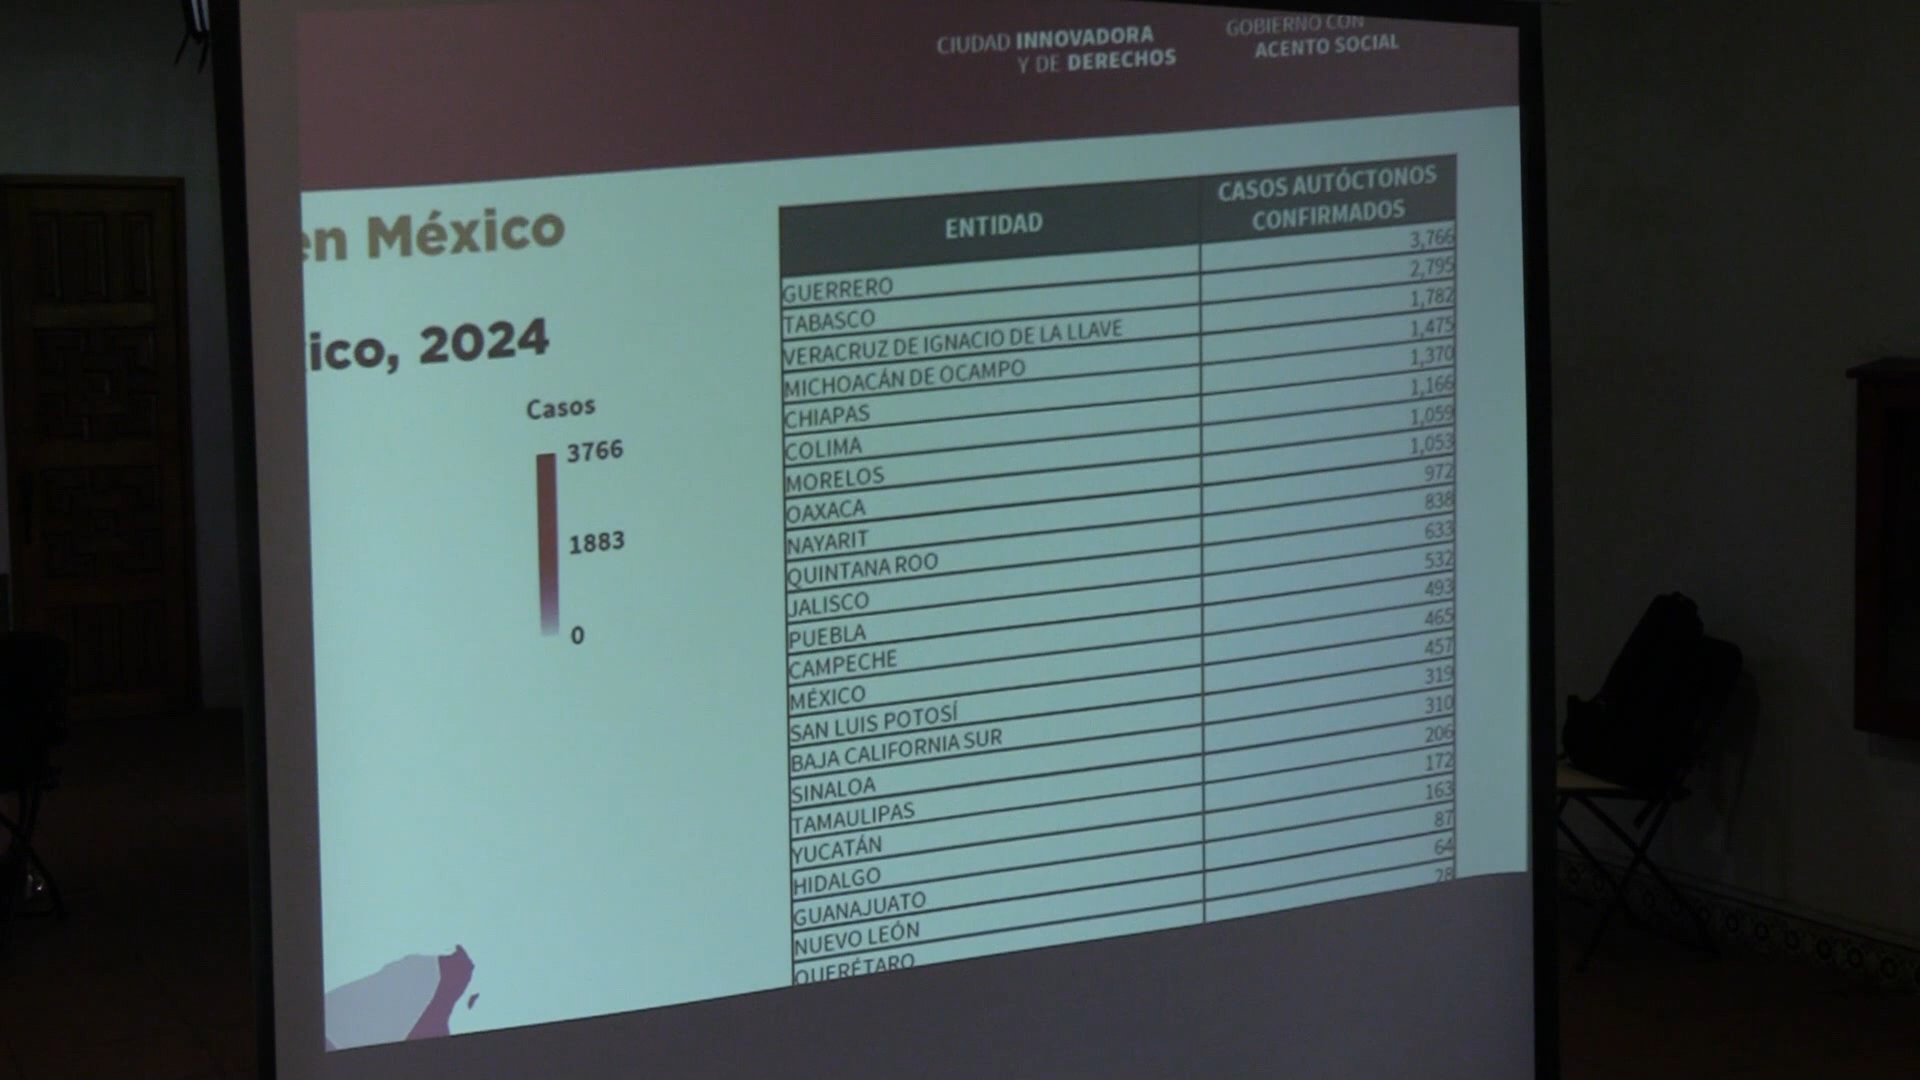 CIUDAD INNOVADORA
Y DE DERECHOS
GOBIERNO CON
ACENTO SOCIAL
en México
ico, 2024
Casos
3766
1883
0
ENTIDAD CASOS AUTÓCTONOS CONFIRMADOS
GUERRERO 3,766
TABASCO 2,795
VERACRUZ DE IGNACIO DE LA LLAVE 1,782
MICHOACÁN DE OCAMPO 1,475
CHIAPAS 1,370
COLIMA 1,166
MORELOS 1,059
OAXACA 1,053
NAYARIT 972
QUINTANA ROO 838
JALISCO 633
PUEBLA 532
CAMPECHE 493
MÉXICO 465
SAN LUIS POTOSÍ 457
BAJA CALIFORNIA SUR 319
SINALOA 310
TAMAULIPAS 206
YUCATÁN 172
HIDALGO 163
GUANAJUATO 87
NUEVO LEÓN 64
QUERÉTARO 28